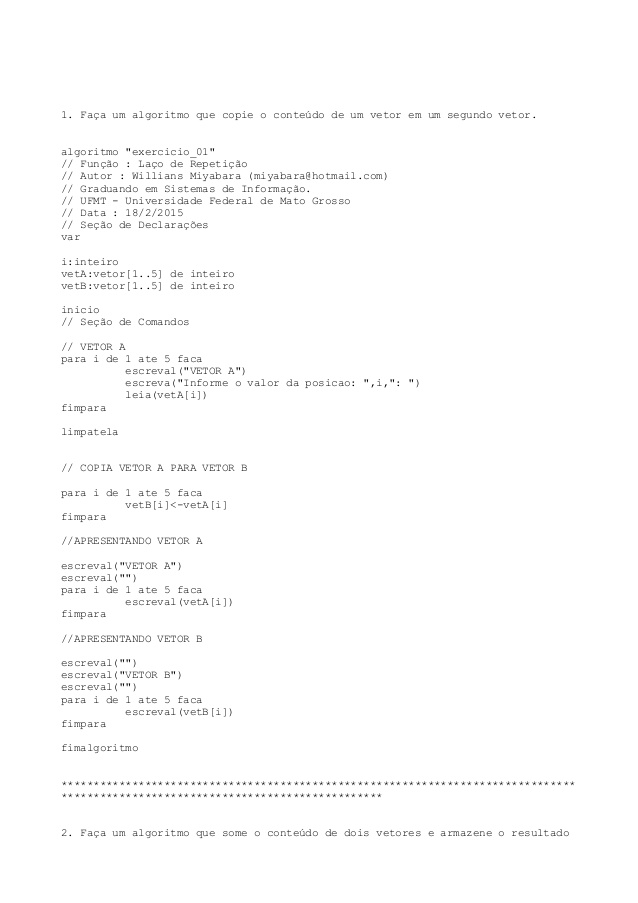 1. Faça um algoritmo que copie o conteúdo de um vetor em um segundo vetor.
algoritmo "exercicio_01"
// Função : Laço de Repetição
// Autor : Willians Miyabara (miyabara@hotmail.com)
// Graduando em Sistemas de Informação.
// UFMT - Universidade Federal de Mato Grosso
// Data : 18/2/2015
// Seção de Declarações
var
i:inteiro
vetA:vetor[1..5] de inteiro
vetB:vetor[1..5] de inteiro
inicio
// Seção de Comandos
// VETOR A
para i de 1 ate 5 faca
escreval("VETOR A")
escreva("Informe o valor da posicao: ",i,": ")
leia(vetA[i])
fimpara
limpatela
// COPIA VETOR A PARA VETOR B
para i de 1 ate 5 faca
vetB[i]<-vetA[i]
fimpara
//APRESENTANDO VETOR A
escreval("VETOR A")
escreval("")
para i de 1 ate 5 faca
escreval(vetA[i])
fimpara
//APRESENTANDO VETOR B
escreval("")
escreval("VETOR B")
escreval("")
para i de 1 ate 5 faca
escreval(vetB[i])
fimpara
fimalgoritmo
********************************************************************************
**************************************************
2. Faça um algoritmo que some o conteúdo de dois vetores e armazene o resultado